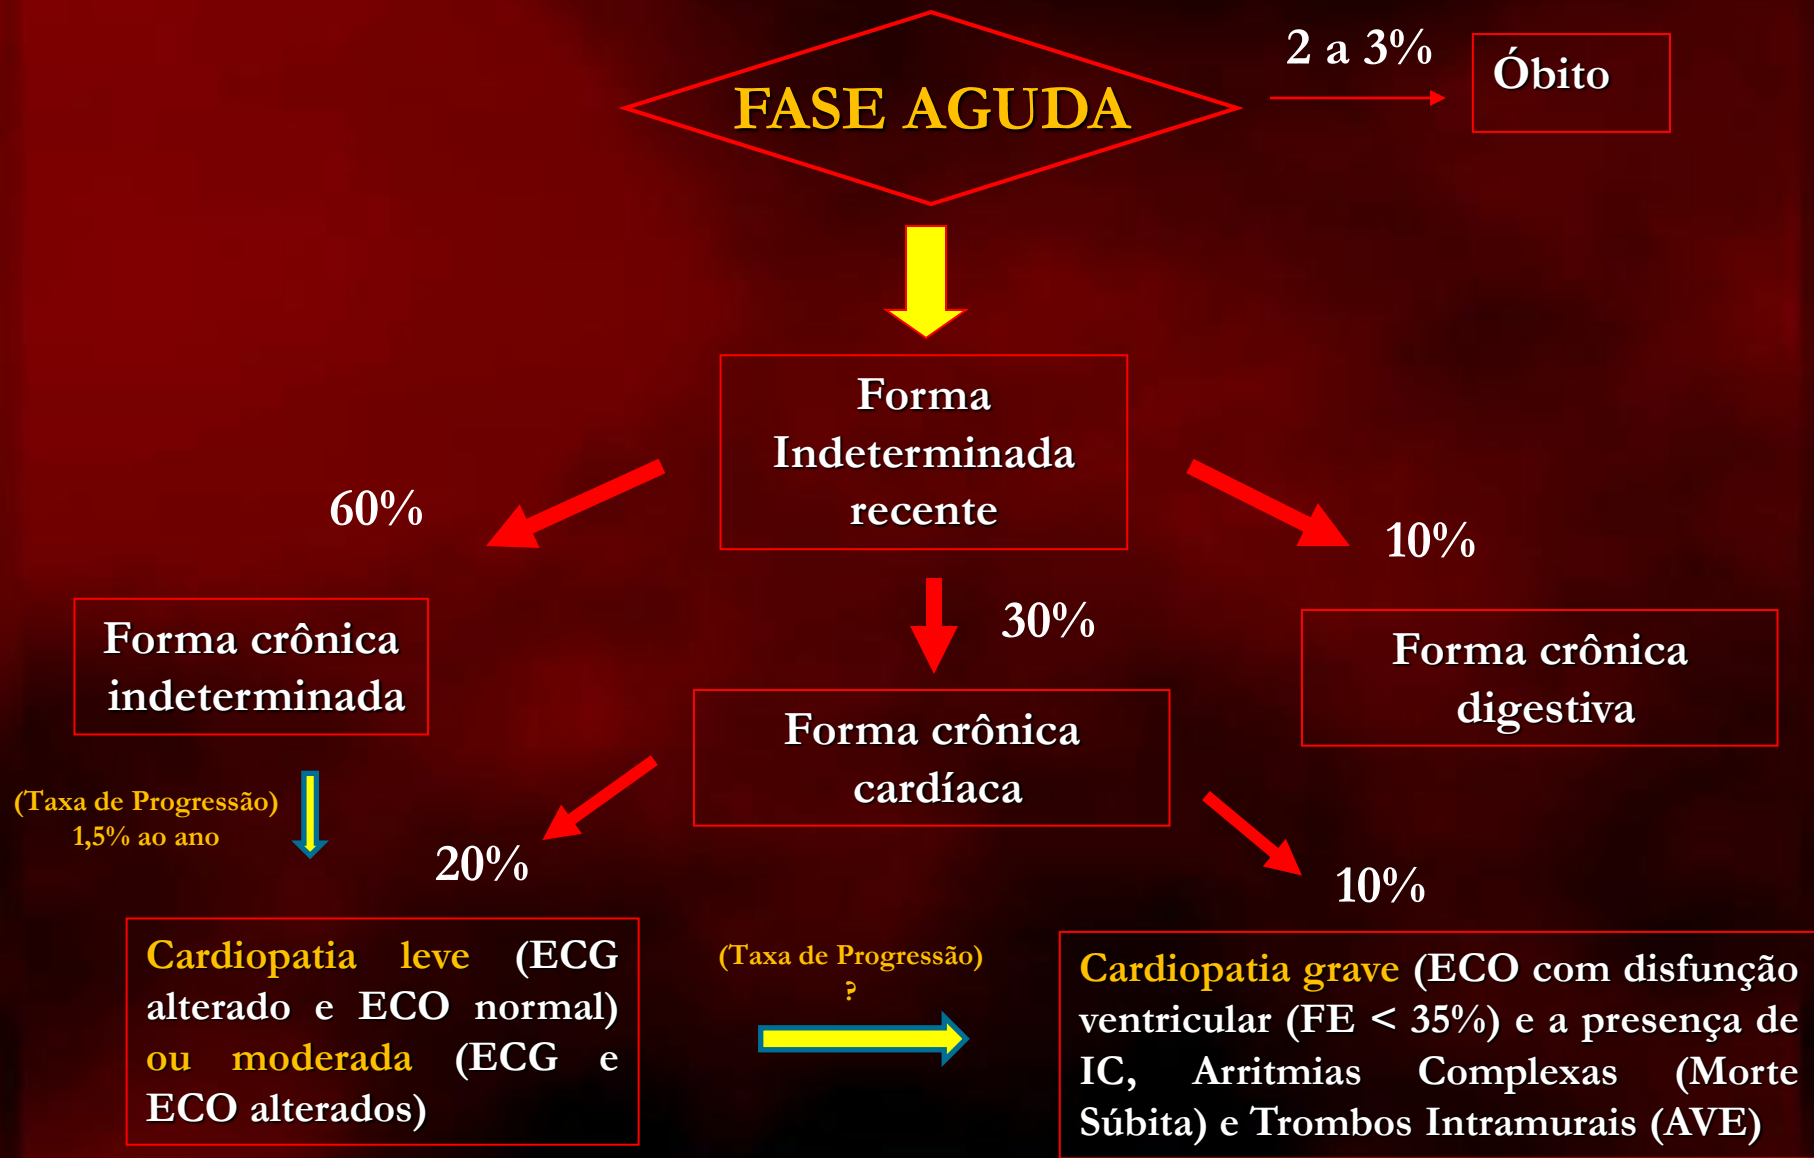 FASE AGUDA
2 a 3%
Óbito
Forma
Indeterminada
recente
60%
10%
30%
Forma crônica
indeterminada
Forma crônica
digestiva
Forma crônica
cardíaca
(Taxa de Progressão)
1,5% ao ano
20%
10%
Cardiopatia leve (ECG
alterado e ECO normal)
ou moderada (ECG e
ECO alterados)
(Taxa de Progressão)
?
Cardiopatia grave (ECO com disfunção
ventricular (FE < 35%) e a presença de
IC, Arritmias Complexas (Morte
Súbita) e Trombos Intramurais (AVE)